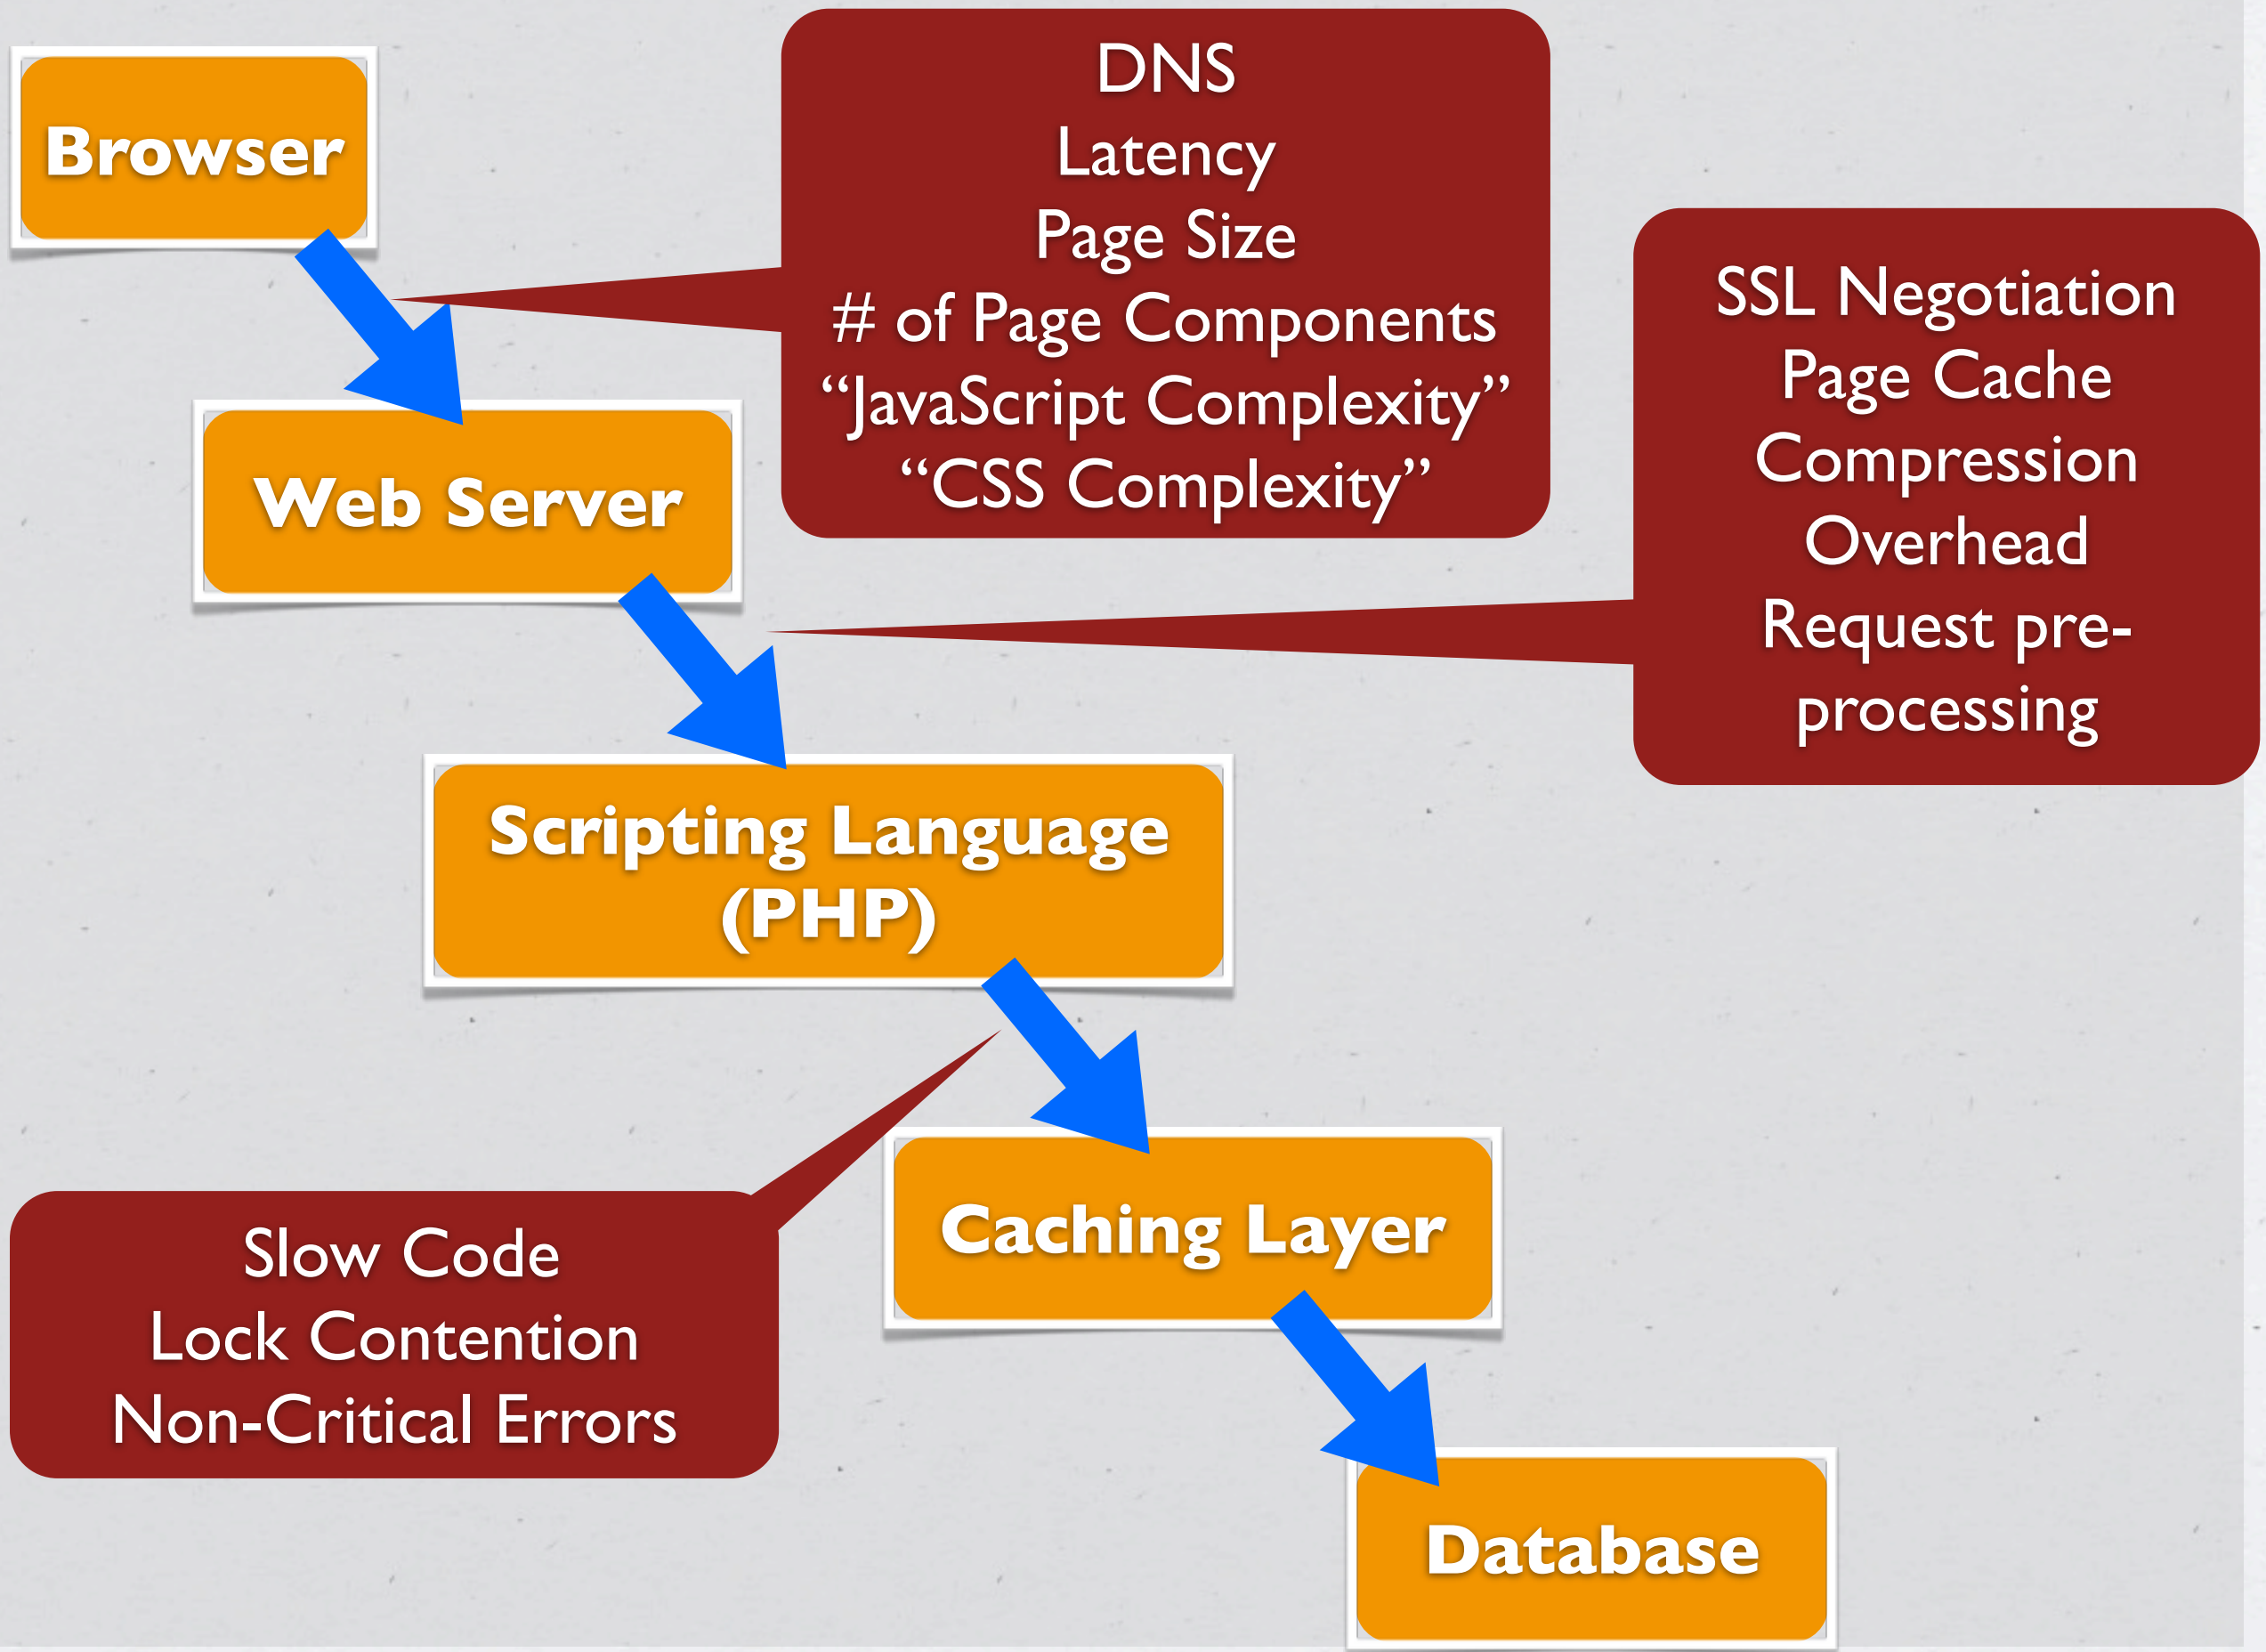 Browser
DNS
Latency
Page Size
# of Page Components
“JavaScript Complexity”
“CSS Complexity”
SSL Negotiation
Page Cache
Compression
Overhead
Request pre-
processing
Web Server
Scripting Language
(PHP)
Slow Code
Lock Contention
Non-Critical Errors
Caching Layer
Database